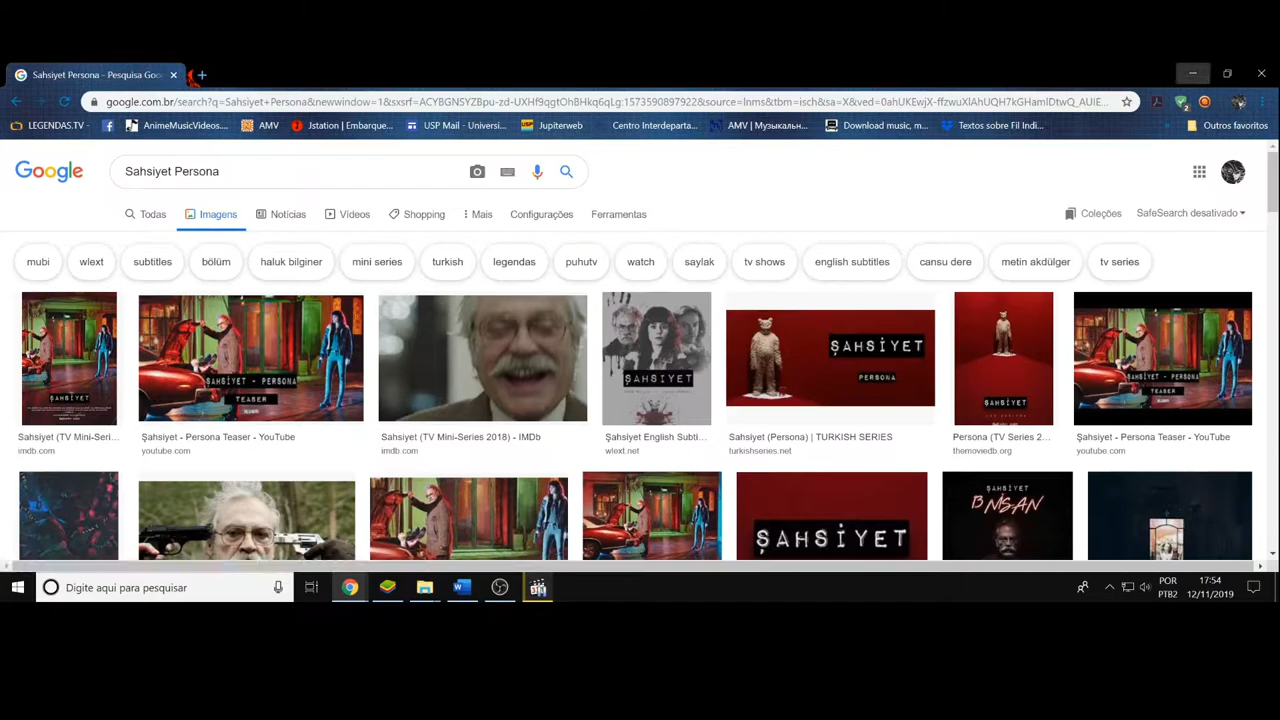 Sahsiyet Persona - Pesquisa Goo
google.com.br/search?q=Sahsiyet+Persona&newwindow=1&sxsrf=ACYBGNSYZBpu-zd-UXHf9qgtOhBHkq6qLg:1573590897922&source=lnms&tbm=isch&sa=X&ved=0ahUKEwjX-ffzwuXlAhUQH7kGHamlDtwQ_AUIE...
LEGENDAS.TV AnimeMusicVideos.... AMV Jstation | Embarque... USP Mail - Universi... Jupiterweb Centro Interdeparta... AMV | Музыкальн... Download music, m... Textos sobre Fil Indi... Outros favoritos
Google Sahsiyet Persona
Todas Imagens Notícias Vídeos Shopping Mais Configurações Ferramentas Coleções SafeSearch desativado
mubi wlext subtitles bölüm haluk bilginer mini series turkish legendas puhutv watch saylak tv shows english subtitles cansu dere metin akdülger tv series
ŞAHSİYET
ŞAHSİYET - PERSONA
TEASER
ŞAHSİYET
ŞAHSİYET
PERSONA
ŞAHSİYET
ŞAHSİYET - PERSONA
TEASER
Sahsiyet (TV Mini-Seri... Şahsiyet - Persona Teaser - YouTube Sahsiyet (TV Mini-Series 2018) - IMDb Şahsiyet English Subti... Sahsiyet (Persona) | TURKISH SERIES Persona (TV Series 2... Şahsiyet - Persona Teaser - YouTube
imdb.com youtube.com imdb.com wlext.net turkishseries.net themoviedb.org youtube.com
ŞAHSİYET
ŞAHSİYET
13 NİSAN
Digite aqui para pesquisar
POR
PTB2
17:54
12/11/2019